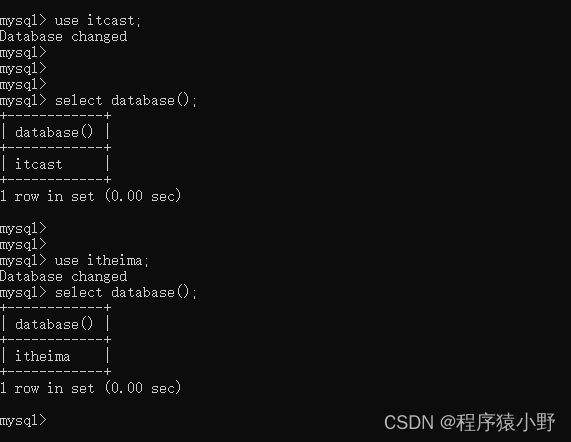 mysql> use itcast;
Database changed
mysql>
mysql>
mysql>
mysql> select database();
+------------+
| database() |
+------------+
| itcast     |
+------------+
1 row in set (0.00 sec)
mysql>
mysql>
mysql> use itheima;
Database changed
mysql> select database();
+------------+
| database() |
+------------+
| itheima    |
+------------+
1 row in set (0.00 sec)
mysql>
CSDN @程序猿小野